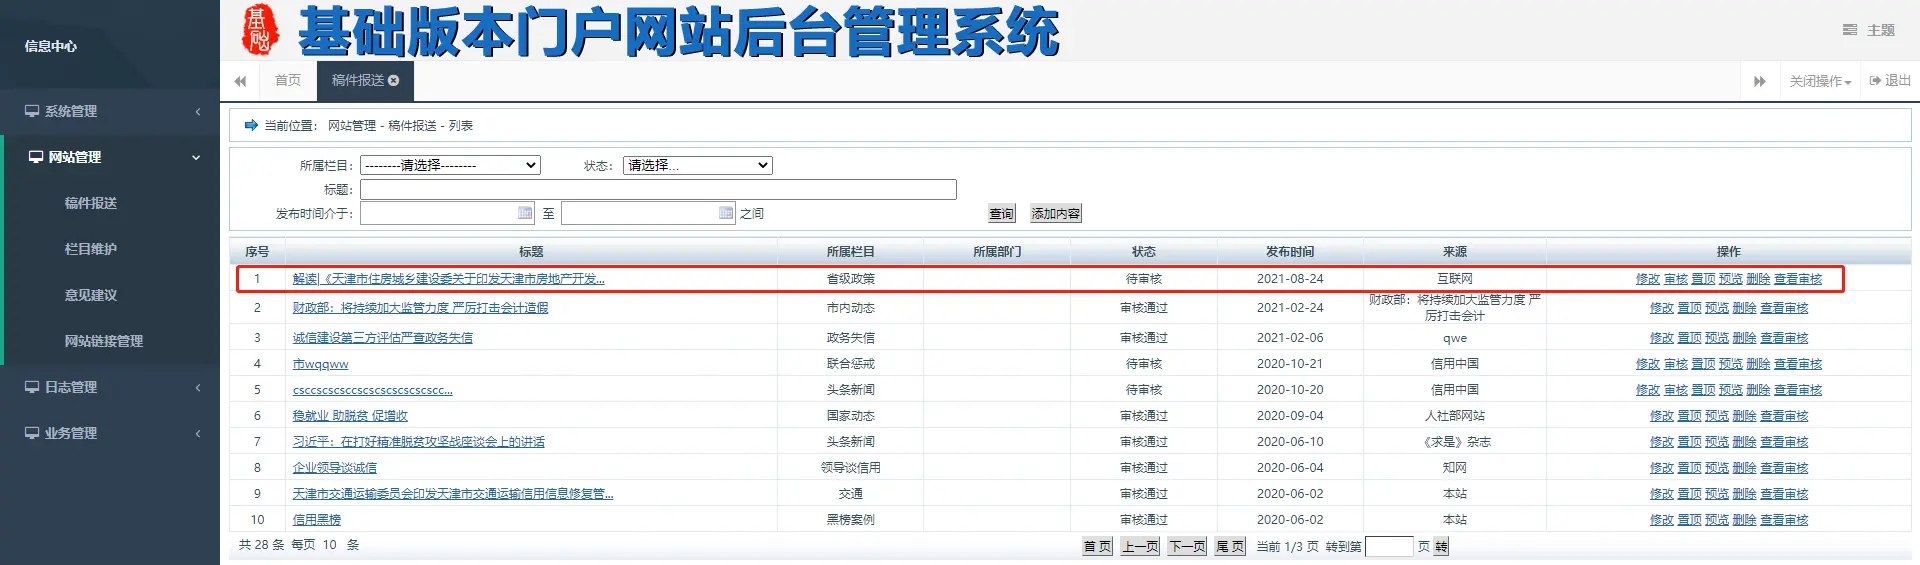 信息中心
基础 基础版本门户网站后台管理系统
主题
首页 稿件报送 关闭操作 退出
系统管理
网站管理
稿件报送
栏目维护
意见建议
网站链接管理
日志管理
业务管理
当前位置： 网站管理 - 稿件报送 - 列表
所属栏目： --------请选择-------- 状态： 请选择...
标题：
发布时间介于： 至 之间 查询 添加内容
序号 标题 所属栏目 所属部门 状态 发布时间 来源 操作
1 解读|《天津市住房城乡建设委关于印发天津市房地产开发... 省级政策 待审核 2021-08-24 互联网 修改 审核 置顶 预览 删除 查看审核
2 财政部：将持续加大监管力度 严厉打击会计造假 市内动态 审核通过 2021-02-24 财政部：将持续加大监管力度 严
厉打击会计 修改 置顶 预览 删除 查看审核
3 诚信建设第三方评估严查政务失信 政务失信 审核通过 2021-02-06 qwe 修改 置顶 预览 删除 查看审核
4 市wqqww 联合惩戒 待审核 2020-10-21 信用中国 修改 审核 置顶 预览 删除 查看审核
5 csccscscsccscscscscscscc... 头条新闻 待审核 2020-10-20 信用中国 修改 审核 置顶 预览 删除 查看审核
6 稳就业 助脱贫 促增收 国家动态 审核通过 2020-09-04 人社部网站 修改 置顶 预览 删除 查看审核
7 习近平：在打好精准脱贫攻坚战座谈会上的讲话 头条新闻 审核通过 2020-06-10 《求是》杂志 修改 置顶 预览 删除 查看审核
8 企业领导谈诚信 领导谈信用 审核通过 2020-06-04 知网 修改 置顶 预览 删除 查看审核
9 天津市交通运输委员会印发天津市交通运输信用信息修复管... 交通 审核通过 2020-06-02 本站 修改 置顶 预览 删除 查看审核
10 信用黑榜 黑榜案例 审核通过 2020-06-02 本站 修改 置顶 预览 删除 查看审核
共 28 条 每页 10 条 首 页 上一页 下一页 尾 页 当前 1/3 页 转到第 页 转